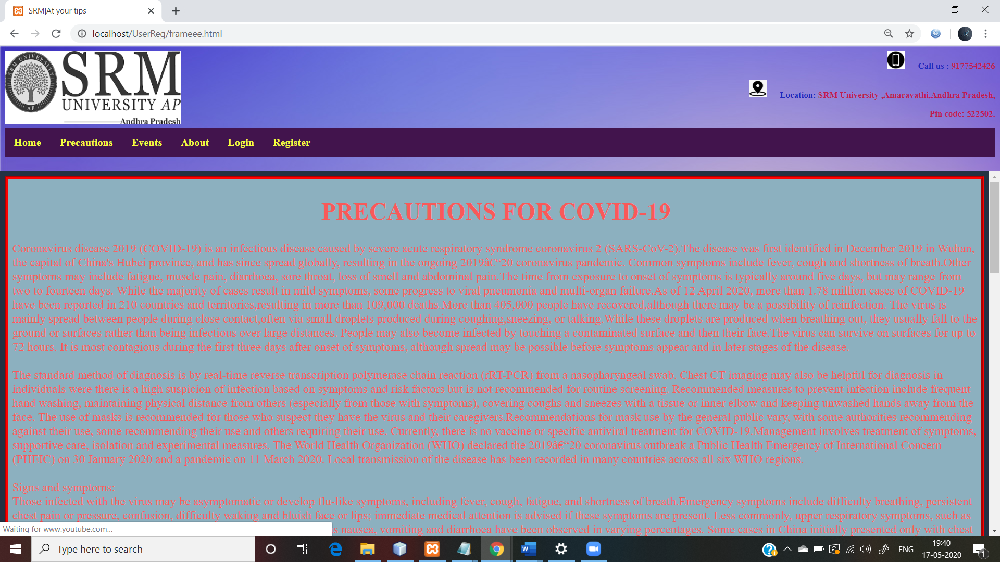 SRM|At your tips
localhost/UserReg/frameee.html
SRM UNIVERSITY
AP
SRM
UNIVERSITY AP
Andhra Pradesh
Call us : 9177542426
Location: SRM University ,Amaravathi,Andhra Pradesh,
Pin code: 522502.
Home Precautions Events About Login Register
PRECAUTIONS FOR COVID-19
Coronavirus disease 2019 (COVID-19) is an infectious disease caused by severe acute respiratory syndrome coronavirus 2 (SARS-CoV-2).The disease was first identified in December 2019 in Wuhan,
the capital of China's Hubei province, and has since spread globally, resulting in the ongoing 2019â€“20 coronavirus pandemic. Common symptoms include fever, cough and shortness of breath.Other
symptoms may include fatigue, muscle pain, diarrhoea, sore throat, loss of smell and abdominal pain.The time from exposure to onset of symptoms is typically around five days, but may range from
two to fourteen days. While the majority of cases result in mild symptoms, some progress to viral pneumonia and multi-organ failure.As of 12 April 2020, more than 1.78 million cases of COVID-19
have been reported in 210 countries and territories,resulting in more than 109,000 deaths.More than 405,000 people have recovered,although there may be a possibility of reinfection. The virus is
mainly spread between people during close contact,often via small droplets produced during coughing,sneezing, or talking.While these droplets are produced when breathing out, they usually fall to the
ground or surfaces rather than being infectious over large distances. People may also become infected by touching a contaminated surface and then their face.The virus can survive on surfaces for up to
72 hours. It is most contagious during the first three days after onset of symptoms, although spread may be possible before symptoms appear and in later stages of the disease.
The standard method of diagnosis is by real-time reverse transcription polymerase chain reaction (rRT-PCR) from a nasopharyngeal swab. Chest CT imaging may also be helpful for diagnosis in
individuals were there is a high suspicion of infection based on symptoms and risk factors but is not recommended for routine screening. Recommended measures to prevent infection include frequent
hand washing, maintaining physical distance from others (especially from those with symptoms), covering coughs and sneezes with a tissue or inner elbow and keeping unwashed hands away from the
face. The use of masks is recommended for those who suspect they have the virus and their caregivers.Recommendations for mask use by the general public vary, with some authorities recommending
against their use, some recommending their use and others requiring their use. Currently, there is no vaccine or specific antiviral treatment for COVID-19.Management involves treatment of symptoms,
supportive care, isolation and experimental measures. The World Health Organization (WHO) declared the 2019â€“20 coronavirus outbreak a Public Health Emergency of International Concern
(PHEIC) on 30 January 2020 and a pandemic on 11 March 2020. Local transmission of the disease has been recorded in many countries across all six WHO regions.
Signs and symptoms:
Those infected with the virus may be asymptomatic or develop flu-like symptoms, including fever, cough, fatigue, and shortness of breath.Emergency symptoms include difficulty breathing, persistent
chest pain or pressure, confusion, difficulty waking and bluish face or lips; immediate medical attention is advised if these symptoms are present. Less commonly, upper respiratory symptoms, such as
s nausea, vomiting and diarrhoea have been observed in varying percentages. Some cases in China initially presented only with chest
Waiting for www.youtube.com...
Type here to search
ENG
19:40
17-05-2020
1